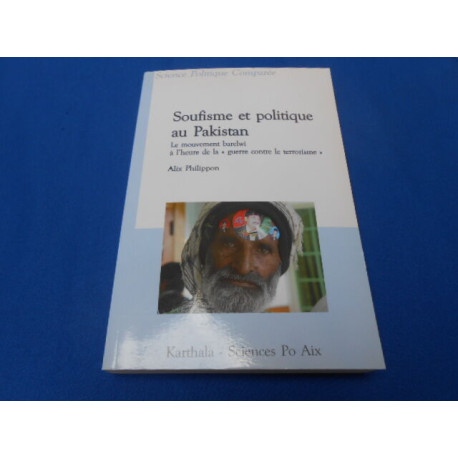 Science Politique Comparée
Soufisme et politique
au Pakistan
Le mouvement barelwi
à l'heure de la « guerre contre le terrorisme »
Alix Philippon
Karthala - Sciences Po Aix